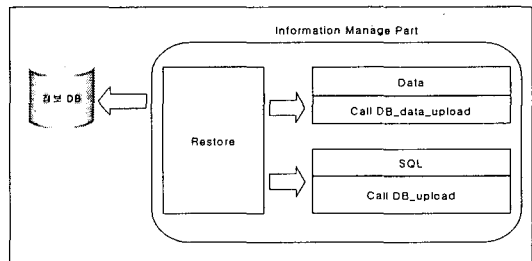 Information Manage Part
정보 DB
Data
Call DB_data_upload
Restore
SQL
Call DB_upload